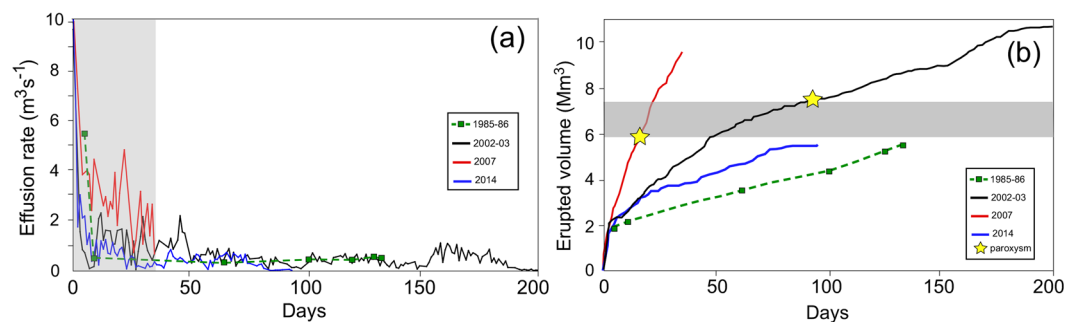 (a)
Effusion rate (m³s⁻¹)
10
8
6
4
2
0
1985-86
2002-03
2007
2014
0 50 100 150 200
Days
(b)
Erupted volume (Mm³)
10
8
6
4
2
0
1985-86
2002-03
2007
2014
paroxysm
0 50 100 150 200
Days